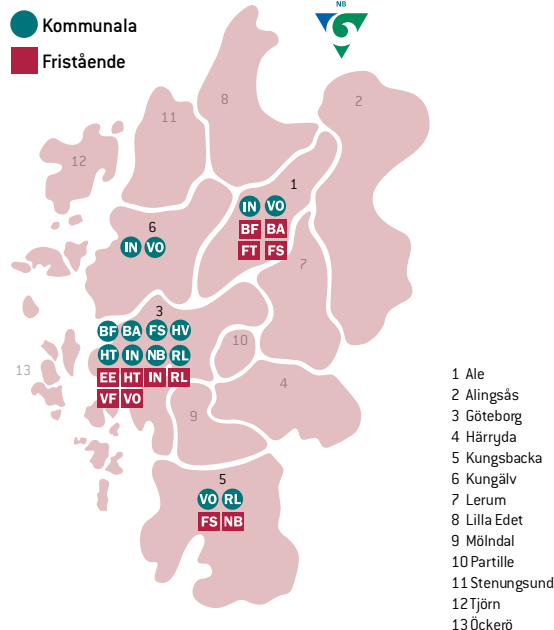 NB
Kommunala
Fristående
8
2
11
12
1
IN VO
BF BA
FT FS
6
IN VO
7
3
BF BA FS HV
HT IN NB RL
EE HT IN RL
VF VO
10
13
4
9
5
VO RL
FS NB
1 Ale
2 Alingsås
3 Göteborg
4 Härryda
5 Kungsbacka
6 Kungälv
7 Lerum
8 Lilla Edet
9 Mölndal
10 Partille
11 Stenungsund
12 Tjörn
13 Öckerö